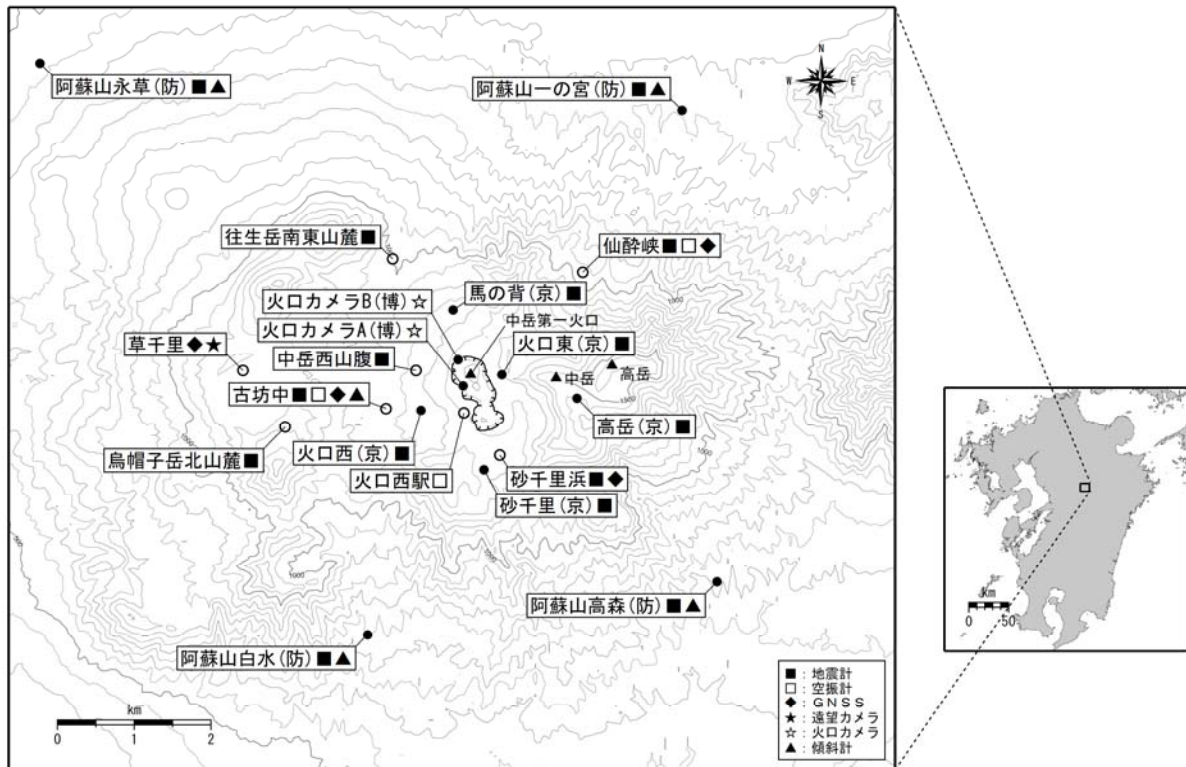 阿蘇山永草(防)■▲
阿蘇山一の宮(防)■▲
N
W E
S
往生岳南東山麓■
仙酔峡■□◆
馬の背(京)■
火口カメラB(博)☆
火口カメラA(博)☆
中岳第一火口
火口東(京)■
草千里◆★
中岳西山腹■
中岳
高岳
古坊中■□◆▲
高岳(京)■
烏帽子岳北山麓■
火口西(京)■
火口西駅□
砂千里浜■◆
砂千里(京)■
阿蘇山高森(防)■▲
阿蘇山白水(防)■▲
km
0 1 2
■:地震計
□:空振計
◆:GNSS
★:遠望カメラ
☆:火口カメラ
▲:傾斜計
km
0 50
1000
1500
1000